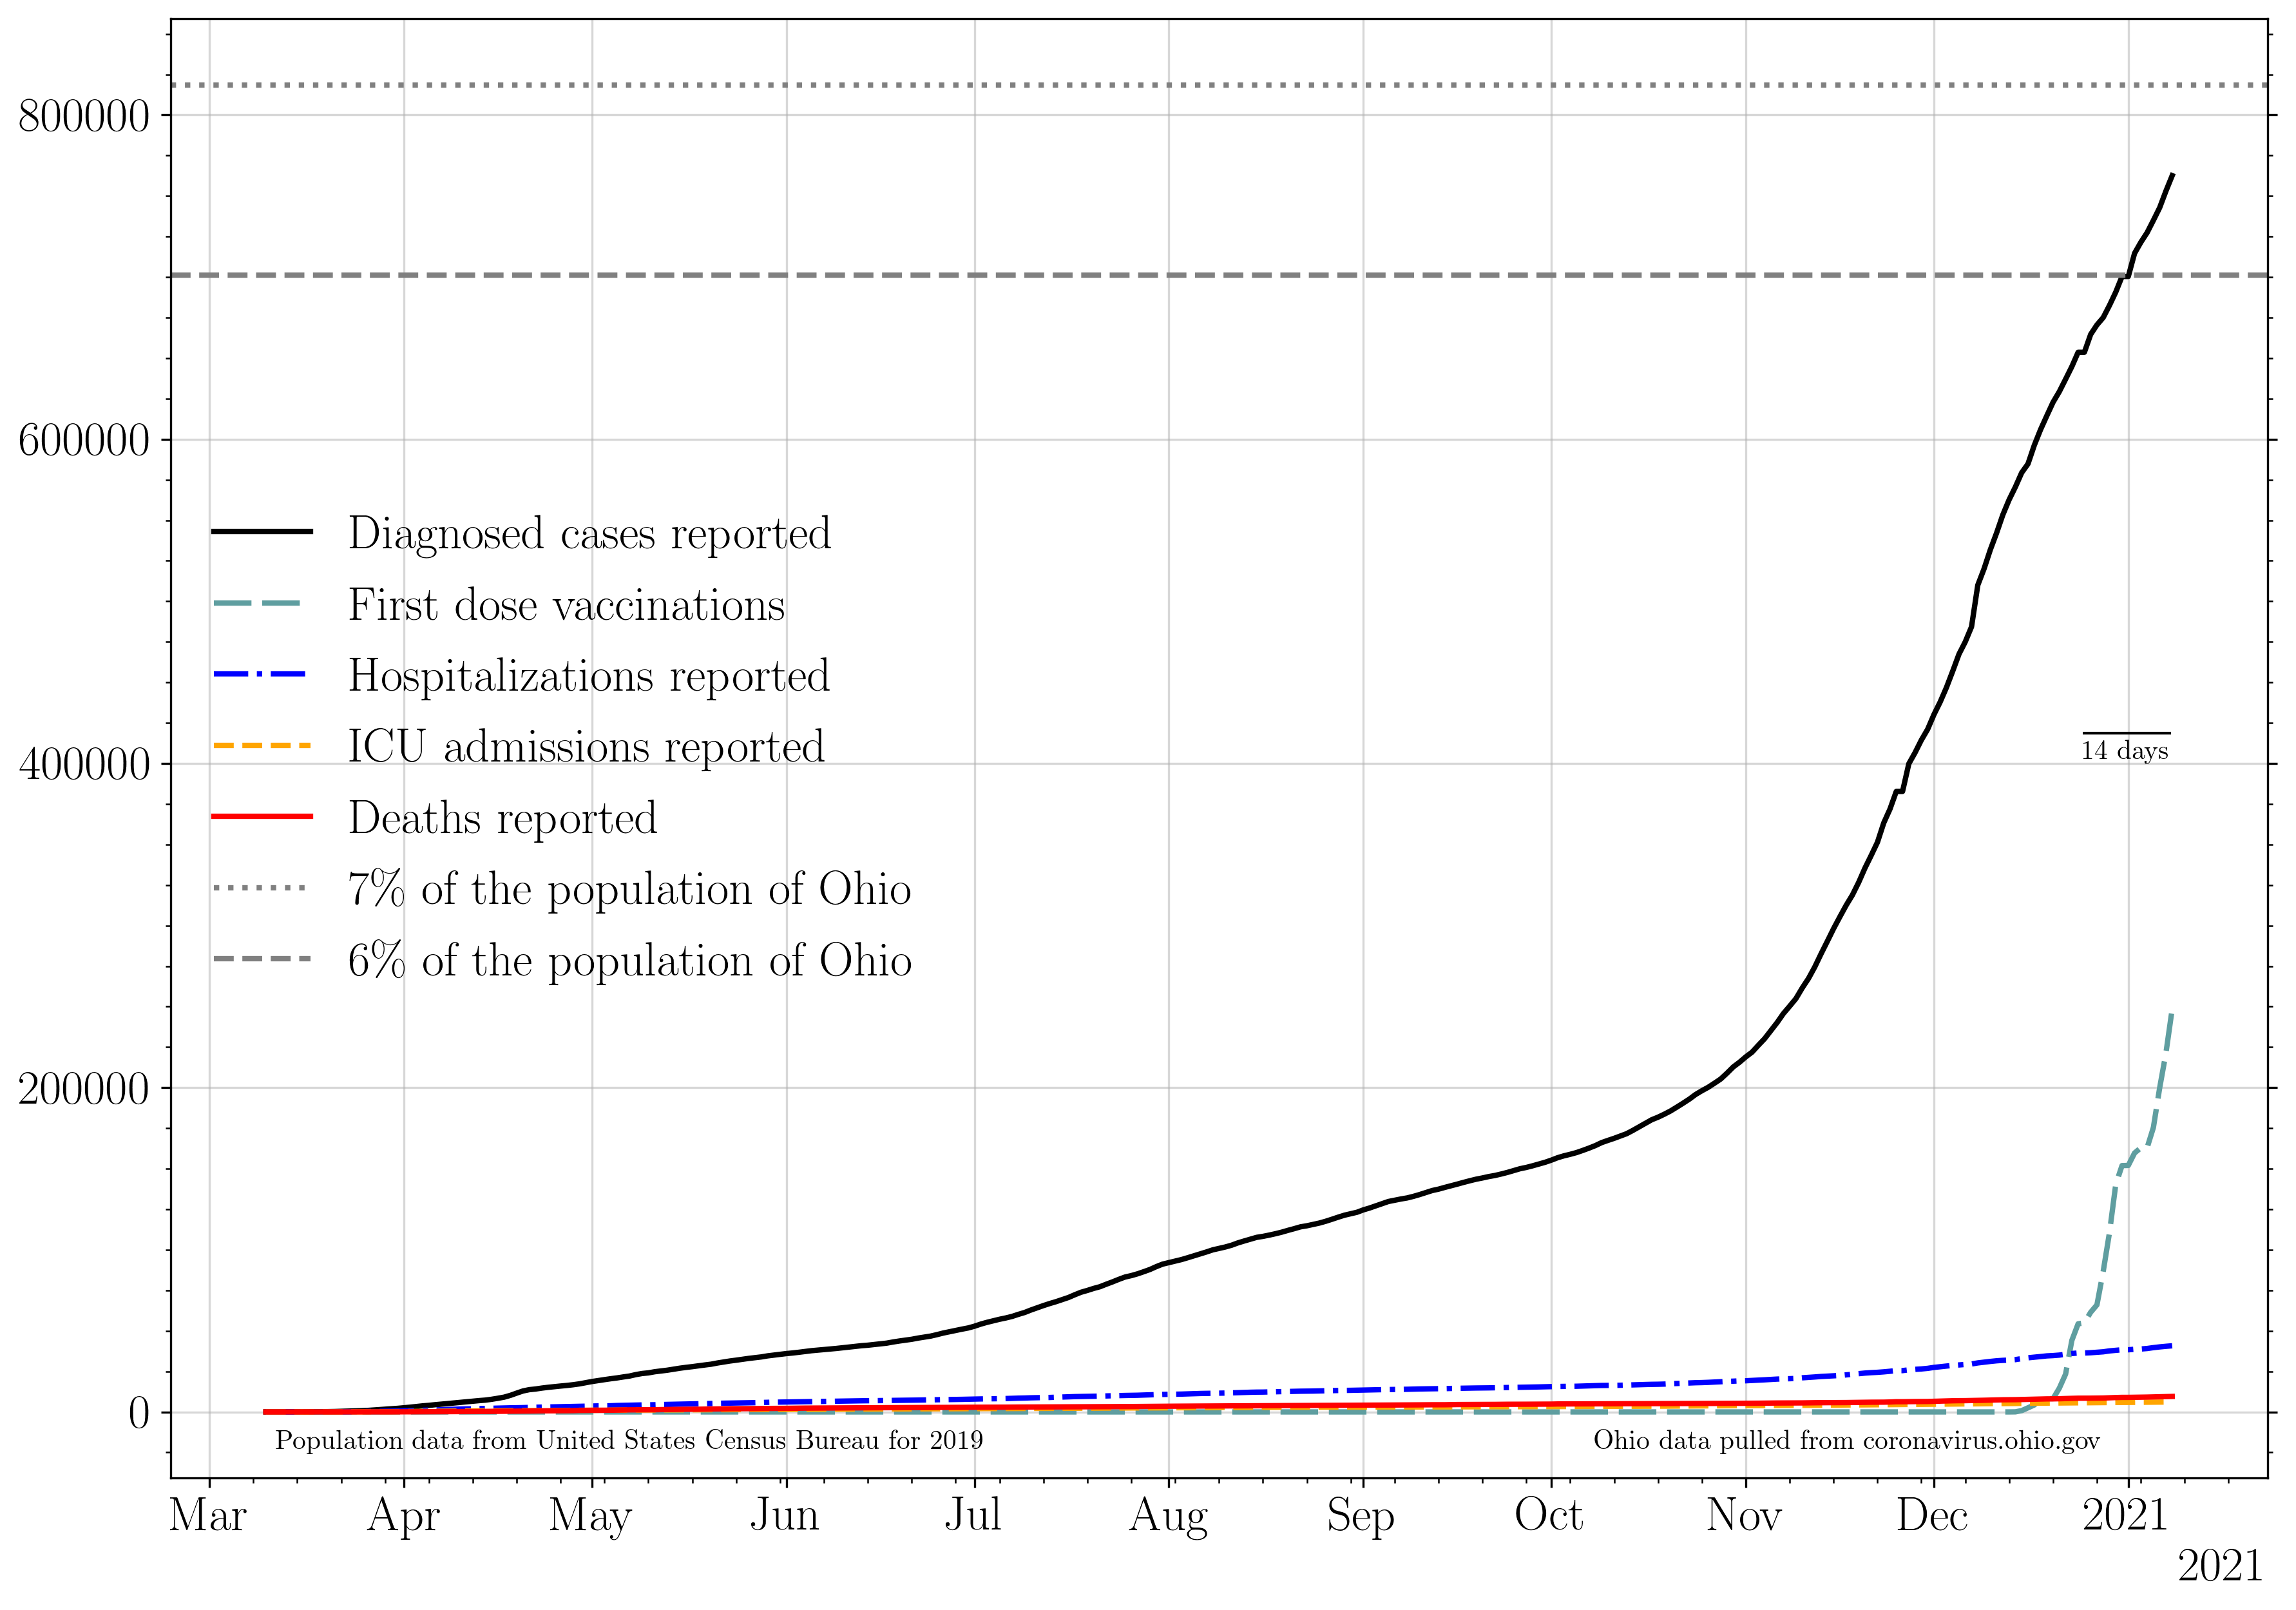 800000
600000
Diagnosed cases reported
First dose vaccinations
Hospitalizations reported
ICU admissions reported
14 days
400000
Deaths reported
7% of the population of Ohio
6% of the population of Ohio
200000
0
Population data from United States Census Bureau for 2019
Ohio data pulled from coronavirus.ohio.gov
Mar Apr May Jun Jul Aug Sep Oct Nov Dec 2021
2021